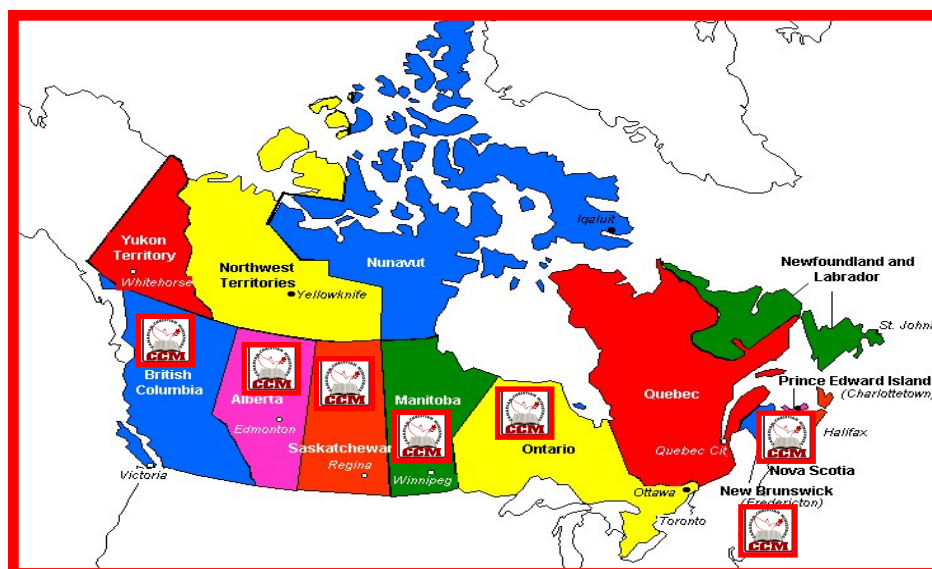 Iqaluit
Yukon
Territory
Whitehorse
Northwest
Territories
Yellowknife
Nunavut
Newfoundland and
Labrador
St. John
CCM
British
Columbia
CCM
Alberta
Edmonton
CCM
Saskatchewar
Regina
Manitoba
CCM
Winnipeg
CCM
Ontario
Quebec
Quebec Cit
Prince Edward Island
(Charlottetown)
Halifax
CCM
Nova Scotia
New Brunswick
(Fredericton)
CCM
Victoria
Ottawa
Toronto